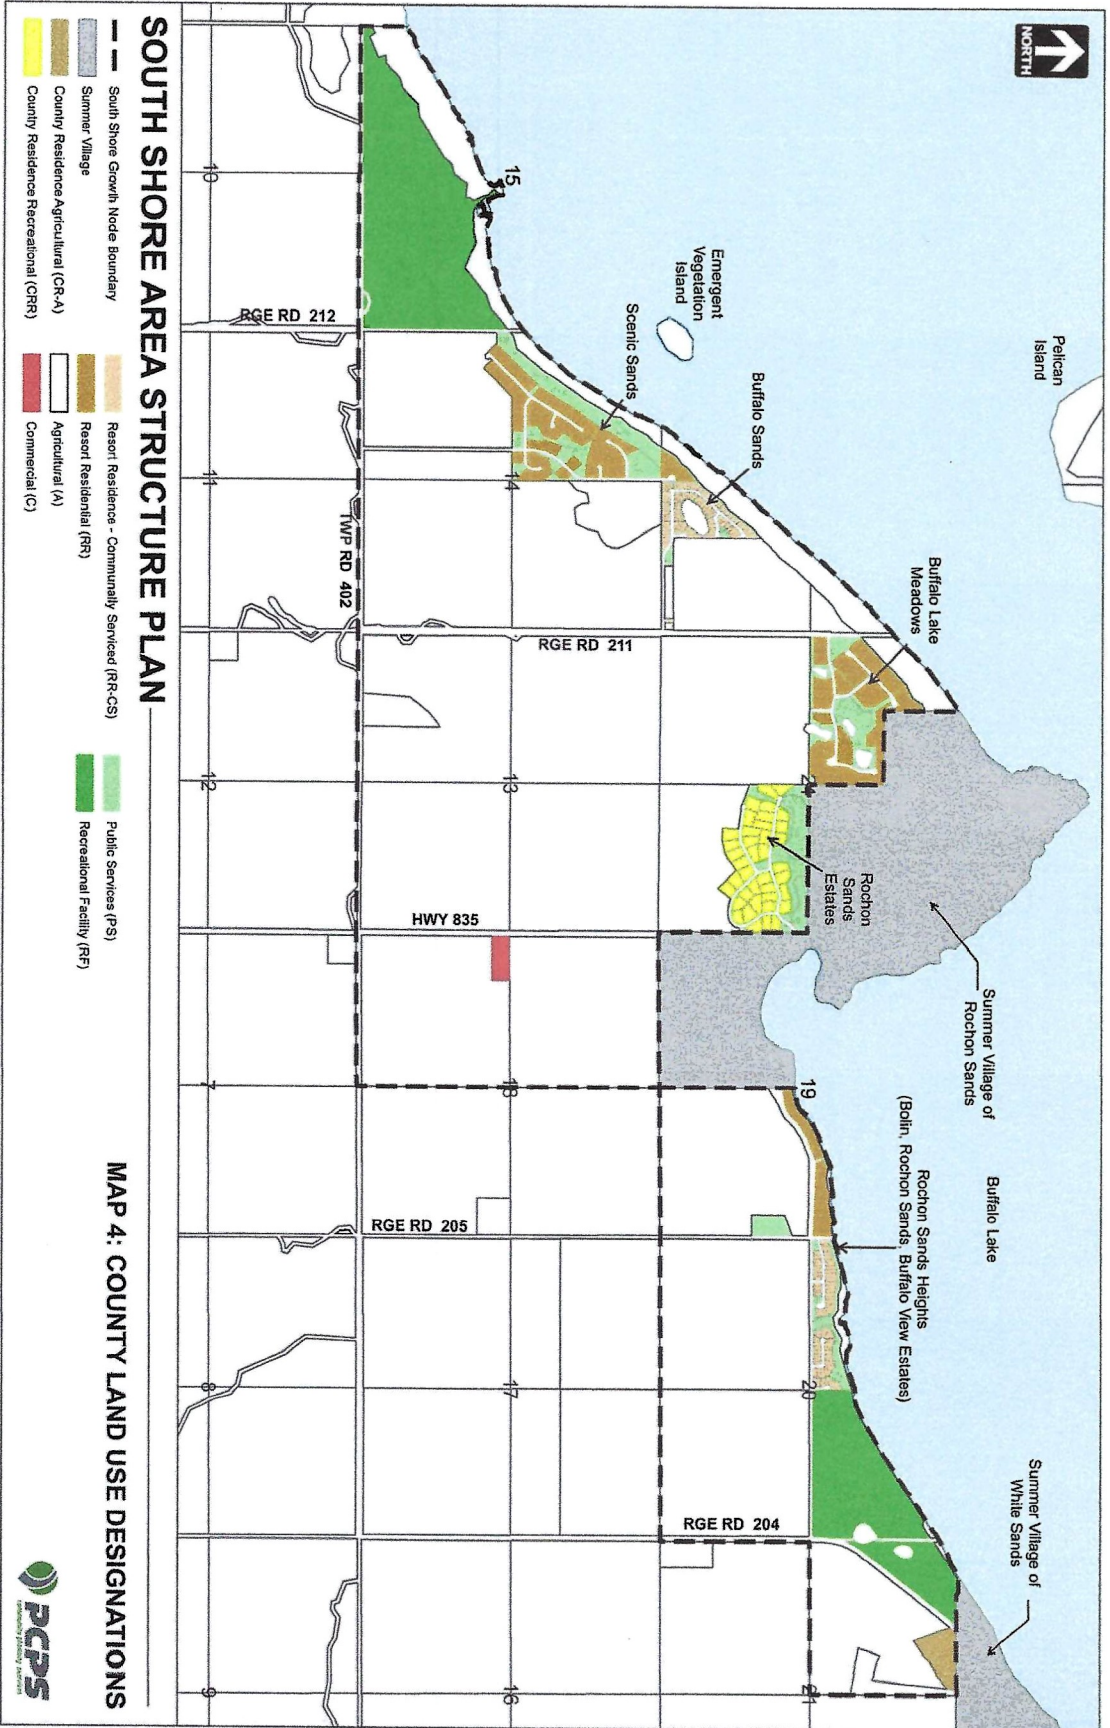 NORTH
Pelican
Island
Emergent
Vegetation
Island
Scenic Sands
Buffalo Sands
Buffalo Lake
Meadows
Rochon
Sands
Estates
Summer Village of
Rochon Sands
Buffalo Lake
Rochon Sands Heights
(Bolin, Rochon Sands, Buffalo View Estates)
Summer Village of
White Sands
15
14
24
19
20
21
13
18
17
16
10
11
12
7
8
9
RGE RD 212
TWP RD 402
RGE RD 211
HWY 835
RGE RD 205
RGE RD 204
SOUTH SHORE AREA STRUCTURE PLAN
MAP 4: COUNTY LAND USE DESIGNATIONS
South Shore Growth Node Boundary
Summer Village
Country Residence Agricultural (CR-A)
Country Residence Recreational (CRR)
Resort Residence - Communally Serviced (RR-CS)
Resort Residential (RR)
Agricultural (A)
Commercial (C)
Public Services (PS)
Recreational Facility (RF)
PCPS